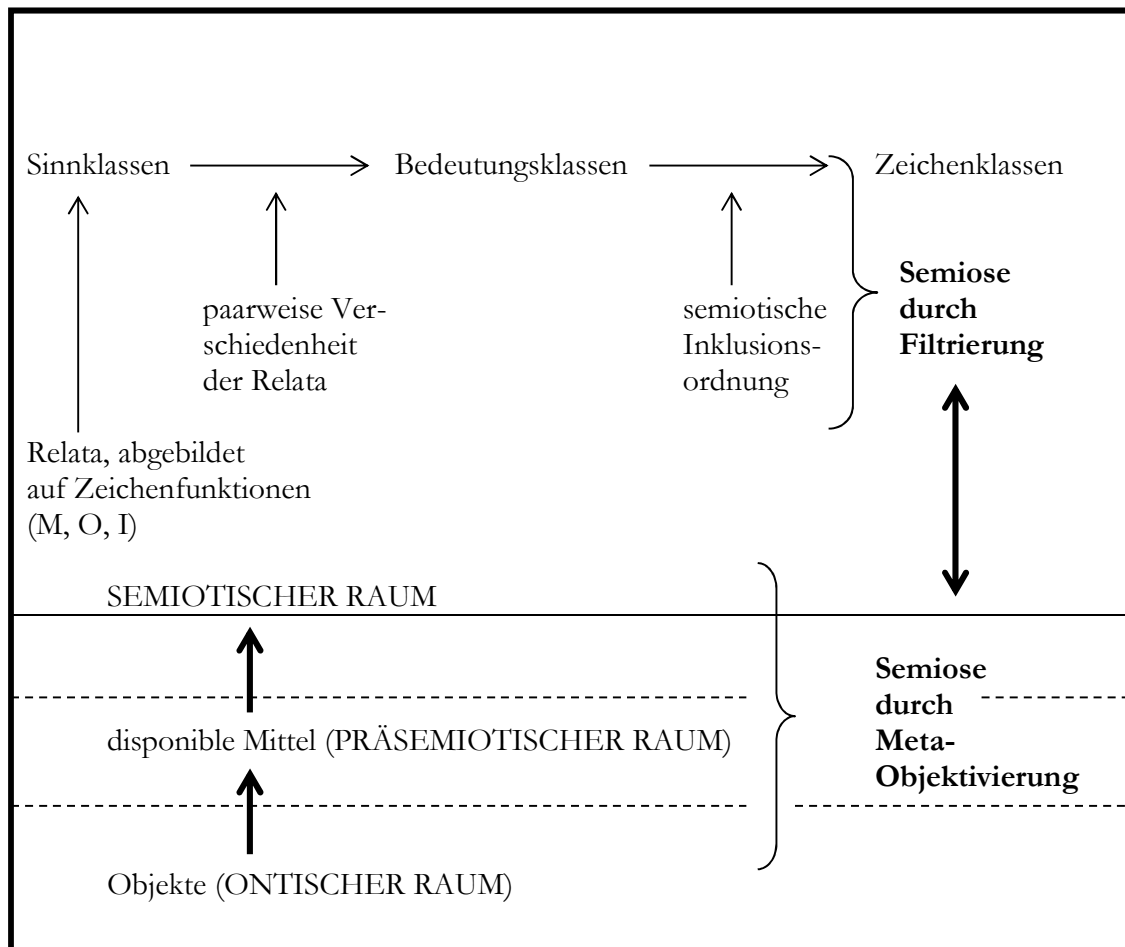 Sinnklassen
Bedeutungsklassen
Zeichenklassen
paarweise Ver-
schiedenheit
der Relata
semiotische
Inklusions-
ordnung
Semiose
durch
Filtrierung
Relata, abgebildet
auf Zeichenfunktionen
(M, O, I)
SEMIOTISCHER RAUM
disponible Mittel (PRÄSEMIOTISCHER RAUM)
Objekte (ONTISCHER RAUM)
Semiose
durch
Meta-
Objektivierung